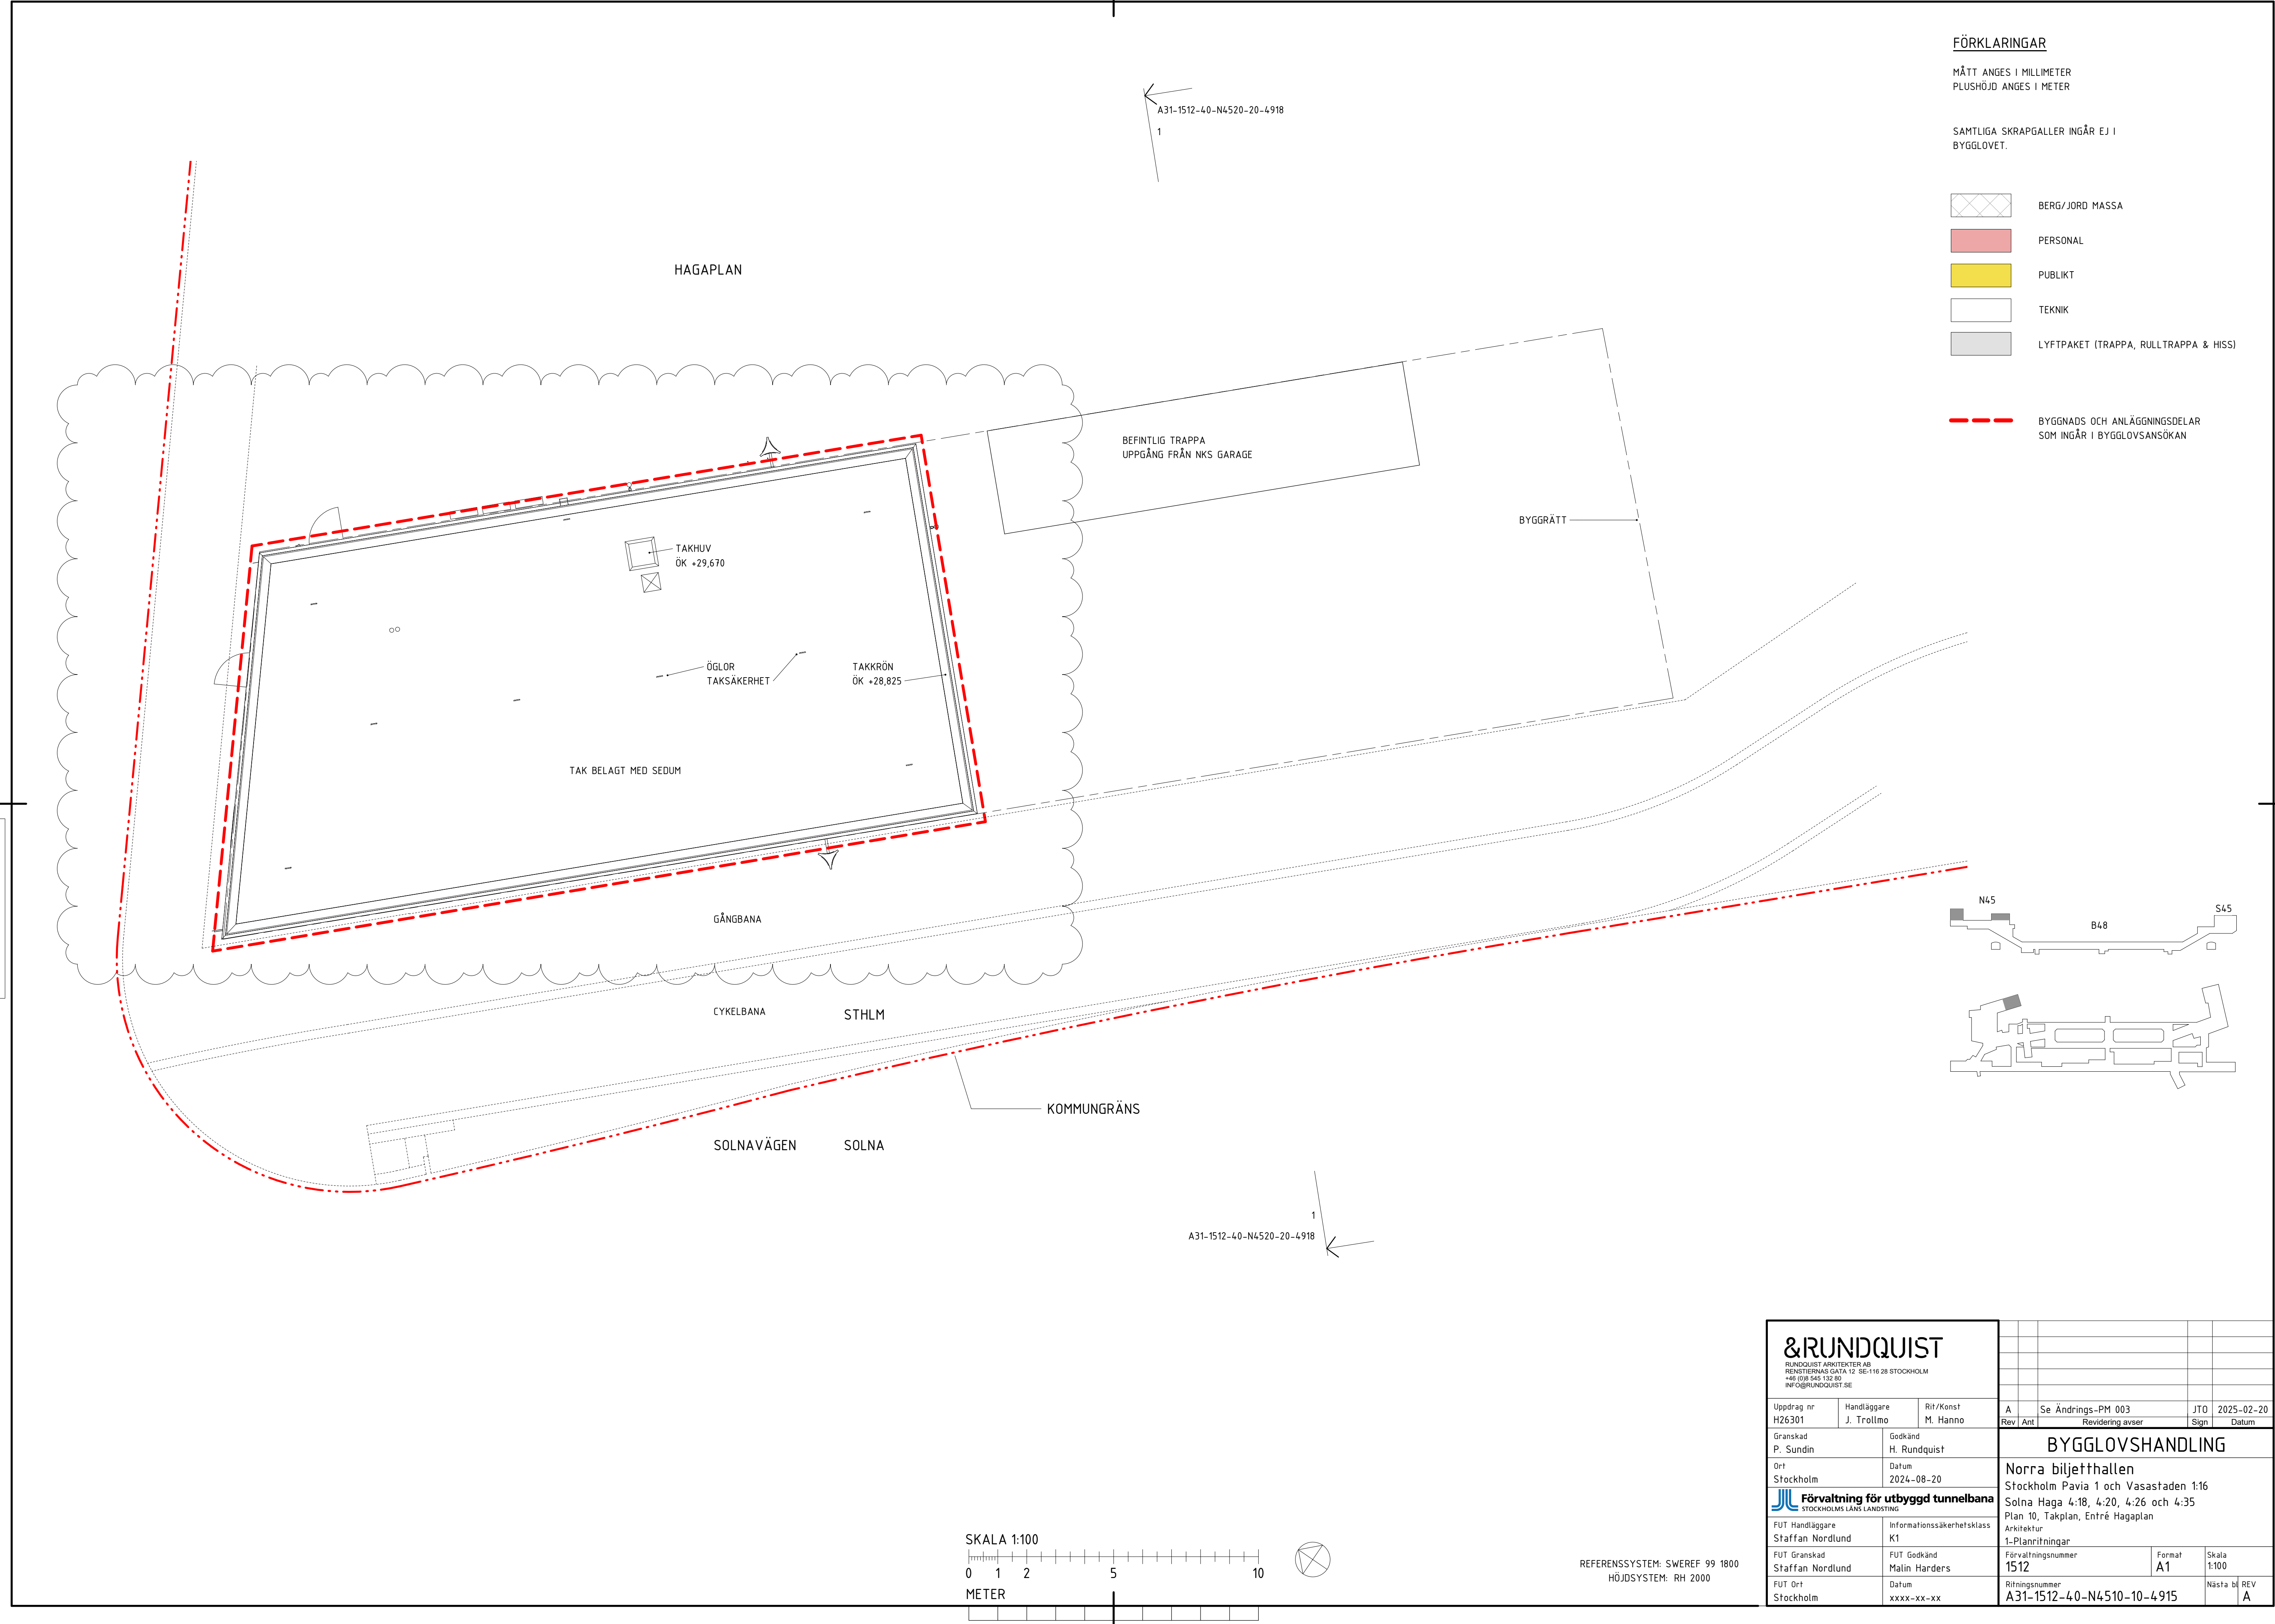 FÖRKLARINGAR
MÅTT ANGES I MILLIMETER
PLUSHÖJD ANGES I METER
SAMTLIGA SKRAPGALLER INGÅR EJ I
BYGGLOVET.
BERG/JORD MASSA
PERSONAL
PUBLIKT
TEKNIK
LYFTPAKET (TRAPPA, RULLTRAPPA & HISS)
BYGGNADS OCH ANLÄGGNINGSDELAR
SOM INGÅR I BYGGLOVSANSÖKAN
A31-1512-40-N4520-20-4918
1
HAGAPLAN
BEFINTLIG TRAPPA
UPPGÅNG FRÅN NKS GARAGE
BYGGRÄTT
TAKHUV
ÖK +29,670
ÖGLOR
TAKSÄKERHET
TAKKRÖN
ÖK +28,825
TAK BELAGT MED SEDUM
GÅNGBANA
CYKELBANA
STHLM
KOMMUNGRÄNS
SOLNAVÄGEN
SOLNA
1
A31-1512-40-N4520-20-4918
N45
S45
B48
SKALA 1:100
0 1 2 5 10
METER
REFERENSSYSTEM: SWEREF 99 1800
HÖJDSYSTEM: RH 2000
&RUNDQUIST
RUNDQUIST ARKITEKTER AB
RENSTIERNAS GATA 12 SE-116 28 STOCKHOLM
+46 (0)8 545 132 80
INFO@RUNDQUIST.SE
Uppdrag nr Handläggare Rit/Konst
H26301 J. Trollmo M. Hanno
Granskad Godkänd
P. Sundin H. Rundquist
Ort Datum
Stockholm 2024-08-20
Förvaltning för utbyggd tunnelbana
STOCKHOLMS LÄNS LANDSTING
FUT Handläggare Informationssäkerhetsklass
Staffan Nordlund K1
FUT Granskad FUT Godkänd
Staffan Nordlund Malin Harders
FUT Ort Datum
Stockholm xxxx-xx-xx
A Se Ändrings-PM 003 JTO 2025-02-20
Rev Ant Revidering avser Sign Datum
BYGGLOVSHANDLING
Norra biljetthallen
Stockholm Pavia 1 och Vasastaden 1:16
Solna Haga 4:18, 4:20, 4:26 och 4:35
Plan 10, Takplan, Entré Hagaplan
Arkitektur
1-Planritningar
Förvaltningsnummer Format Skala
1512 A1 1:100
Ritningsnummer Nästa bl REV
A31-1512-40-N4510-10-4915 A